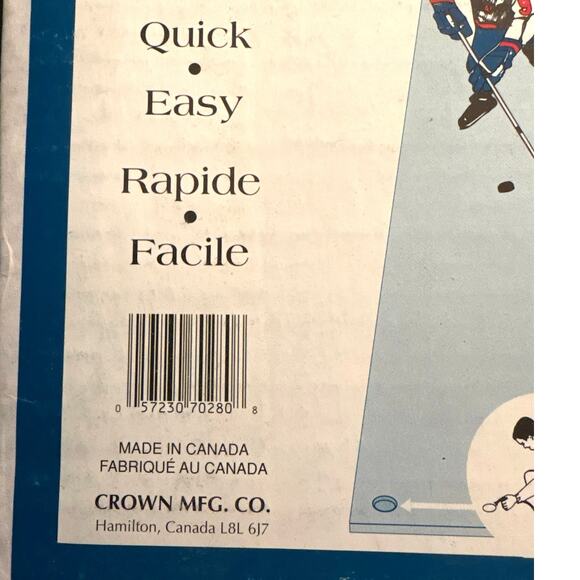 Quick
•
Easy
Rapide
•
Facile
0 57230 70280 8
MADE IN CANADA
FABRIQUÉ AU CANADA
CROWN MFG. CO.
Hamilton, Canada L8L 6J7